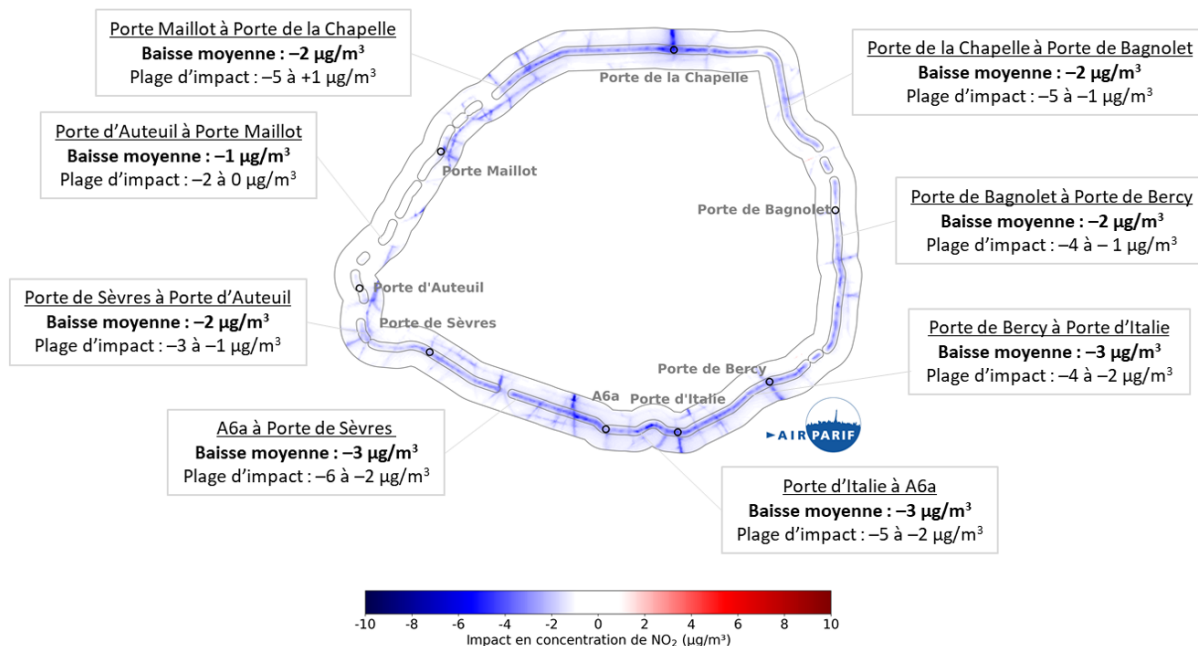 Porte Maillot à Porte de la Chapelle
Baisse moyenne : –2 µg/m³
Plage d’impact : –5 à +1 µg/m³
Porte de la Chapelle à Porte de Bagnolet
Baisse moyenne : –2 µg/m³
Plage d’impact : –5 à –1 µg/m³
Porte de la Chapelle
Porte d’Auteuil à Porte Maillot
Baisse moyenne : –1 µg/m³
Plage d’impact : –2 à 0 µg/m³
Porte Maillot
Porte de Bagnolet
Porte de Bagnolet à Porte de Bercy
Baisse moyenne : –2 µg/m³
Plage d’impact : –4 à – 1 µg/m³
Porte de Sèvres à Porte d’Auteuil
Baisse moyenne : –2 µg/m³
Plage d’impact : –3 à –1 µg/m³
Porte d'Auteuil
Porte de Sèvres
Porte de Bercy à Porte d’Italie
Baisse moyenne : –3 µg/m³
Plage d’impact : –4 à –2 µg/m³
Porte de Bercy
A6a
Porte d'Italie
AIRPARIF
A6a à Porte de Sèvres
Baisse moyenne : –3 µg/m³
Plage d’impact : –6 à –2 µg/m³
Porte d’Italie à A6a
Baisse moyenne : –3 µg/m³
Plage d’impact : –5 à –2 µg/m³
-10 -8 -6 -4 -2 0 2 4 6 8 10
Impact en concentration de NO₂ (µg/m³)